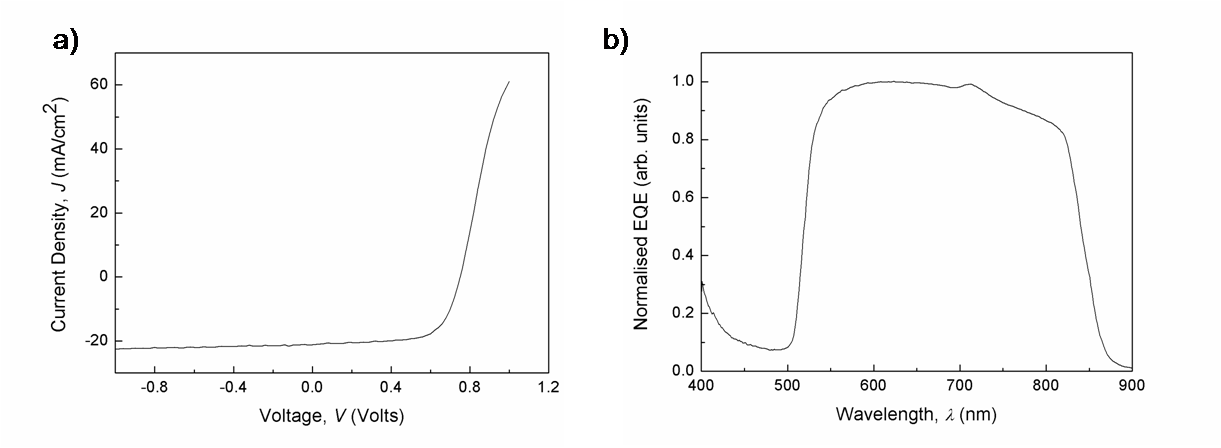 a)
60
40
20
0
-20
Current Density, J (mA/cm2)
-0.8 -0.4 0.0 0.4 0.8 1.2
Voltage, V (Volts)
b)
1.0
0.8
0.6
0.4
0.2
0.0
Normalised EQE (arb. units)
400 500 600 700 800 900
Wavelength, λ (nm)